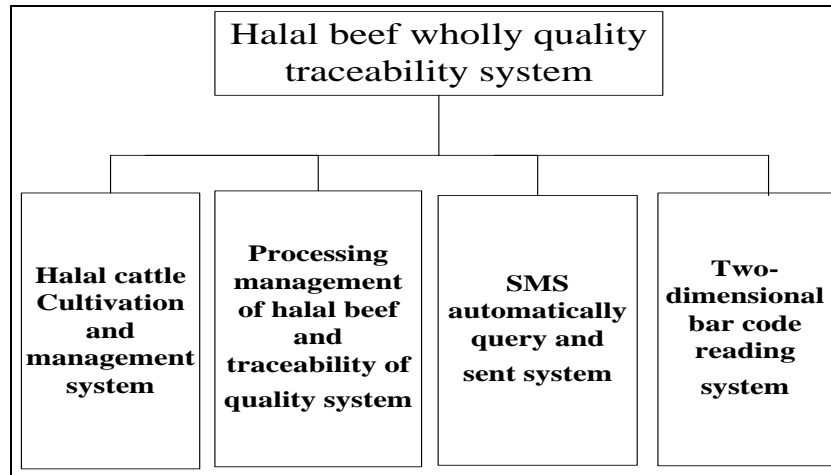 Halal beef wholly quality
traceability system
Halal cattle
Cultivation
and
management
system
Processing
management
of halal beef
and
traceability of
quality system
SMS
automatically
query and
sent system
Two-
dimensional
bar code
reading
system